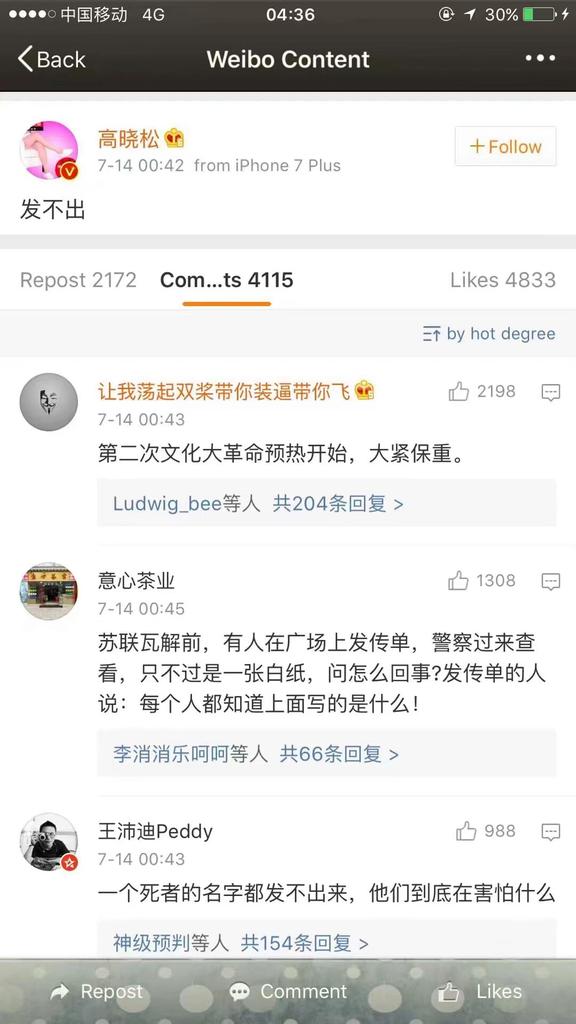 中国移动 4G 04:36 30%
Back Weibo Content
高晓松
7-14 00:42 from iPhone 7 Plus
+Follow
发不出
Repost 2172 Com...ts 4115 Likes 4833
by hot degree
让我荡起双桨带你装逼带你飞 2198
7-14 00:43
第二次文化大革命预热开始，大紧保重。
Ludwig_bee等人 共204条回复 >
意心茶业 1308
7-14 00:45
苏联瓦解前，有人在广场上发传单，警察过来查
看，只不过是一张白纸，问怎么回事?发传单的人
说：每个人都知道上面写的是什么！
李消消乐呵呵等人 共66条回复 >
王沛迪Peddy 988
7-14 00:43
一个死者的名字都发不出来，他们到底在害怕什么
神级预判等人 共154条回复 >
Repost Comment Likes